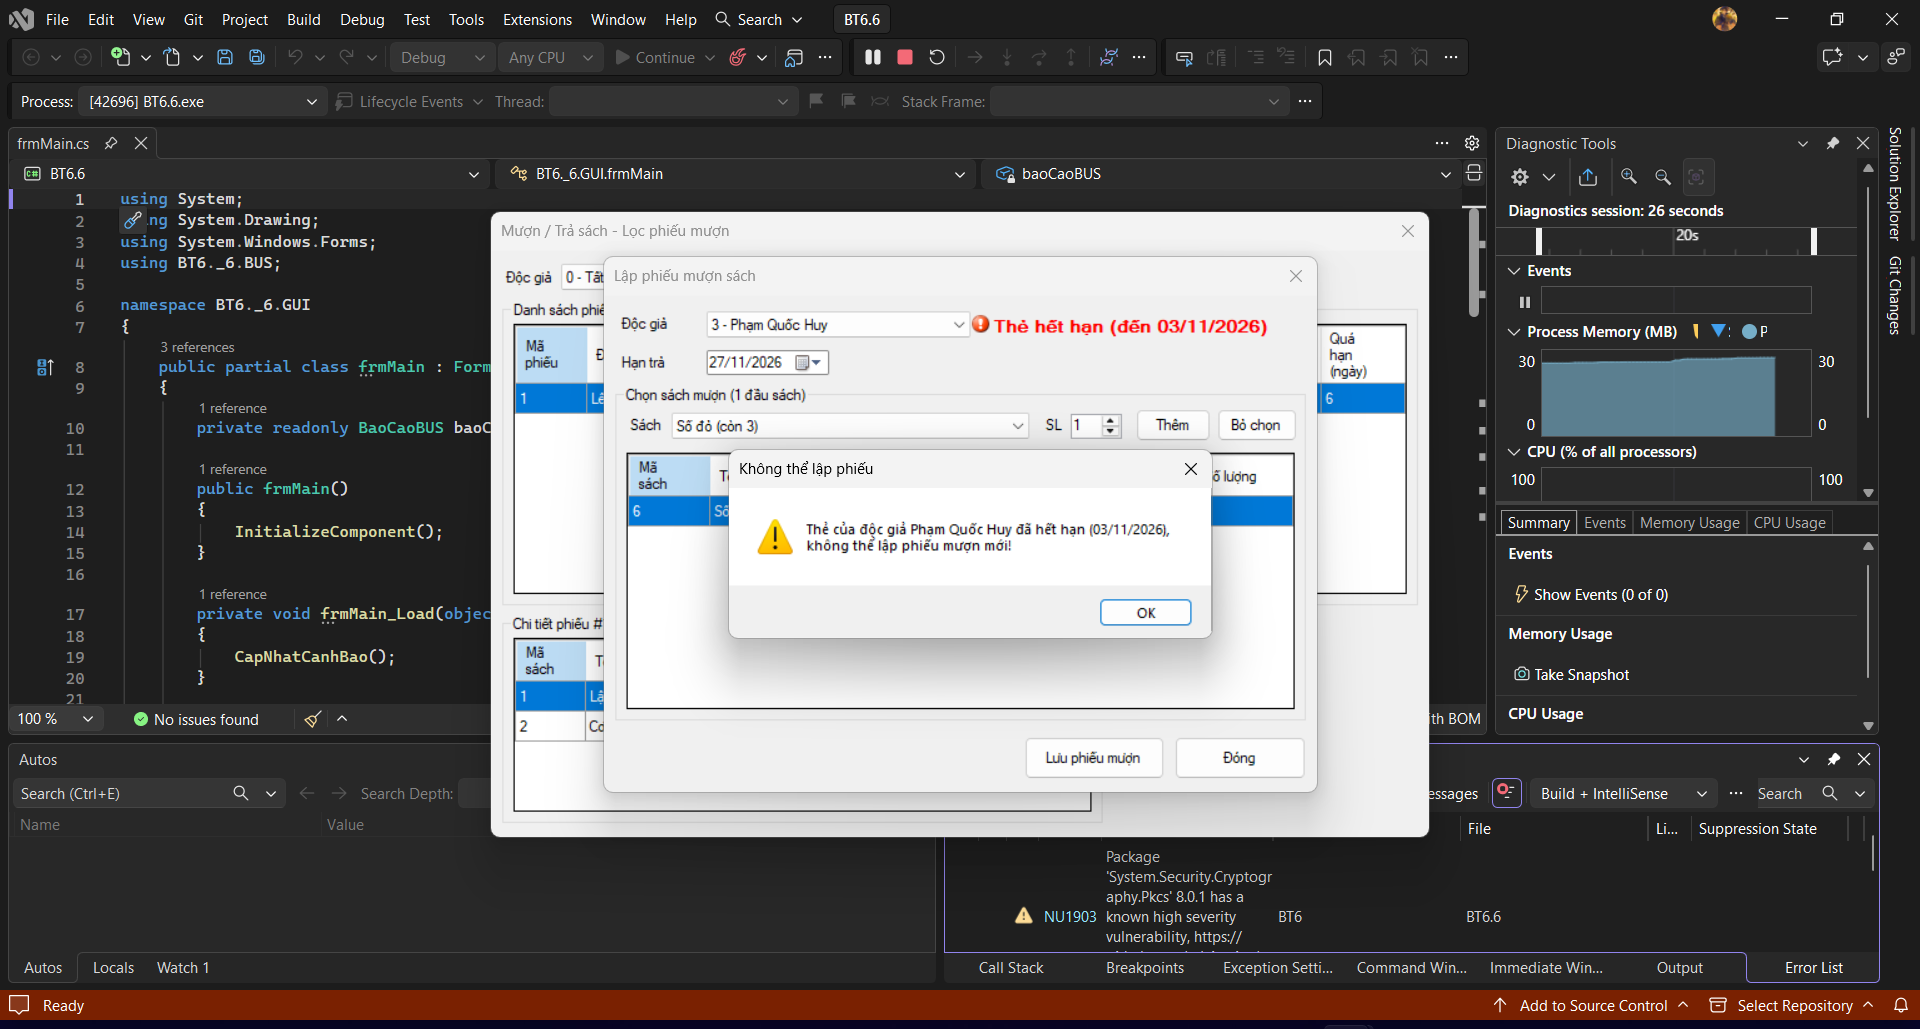 File Edit View Git Project Build Debug Test Tools Extensions Window Help Search BT6.6
Debug Any CPU Continue
Process: [42696] BT6.6.exe Lifecycle Events Thread: Stack Frame:
frmMain.cs
BT6.6 BT6._6.GUI.frmMain baoCaoBUS
1 using System;
2 ng System.Drawing;
3 using System.Windows.Forms;
4 using BT6._6.BUS;
5
6 namespace BT6._6.GUI
7 {
3 references
8 public partial class frmMain : Form
9 {
1 reference
10 private readonly BaoCaoBUS baoC
11
1 reference
12 public frmMain()
13 {
14 InitializeComponent();
15 }
16
1 reference
17 private void frmMain_Load(objec
18 {
19 CapNhatCanhBao();
20 }
21
100 % No issues found
ith BOM
Mượn / Trả sách - Lọc phiếu mượn
Độc giả 0 - Tất
Danh sách phiế
Mã phiếu
Quá hạn (ngày)
1 Lê 6
Chi tiết phiếu #
Mã sách
1 Lậ
2 Cơ
Lập phiếu mượn sách
Độc giả 3 - Phạm Quốc Huy Thẻ hết hạn (đến 03/11/2026)
Hạn trả 27/11/2026
Chọn sách mượn (1 đầu sách)
Sách Số đỏ (còn 3) SL 1 Thêm Bỏ chọn
Mã sách
ố lượng
6 Số
Lưu phiếu mượn Đóng
Không thể lập phiếu
Thẻ của độc giả Phạm Quốc Huy đã hết hạn (03/11/2026),
không thể lập phiếu mượn mới!
OK
Diagnostic Tools
Diagnostics session: 26 seconds
20s
Events
Process Memory (MB) P
30 30
0 0
CPU (% of all processors)
100 100
Summary Events Memory Usage CPU Usage
Events
Show Events (0 of 0)
Memory Usage
Take Snapshot
CPU Usage
Solution Explorer
Git Changes
Autos
Search (Ctrl+E) Search Depth:
Name Value
Autos Locals Watch 1
essages Build + IntelliSense Search
File Li... Suppression State
Package
'System.Security.Cryptogr
aphy.Pkcs' 8.0.1 has a
NU1903 known high severity BT6 BT6.6
vulnerability, https://
Call Stack Breakpoints Exception Setti... Command Win... Immediate Win... Output Error List
Ready Add to Source Control Select Repository